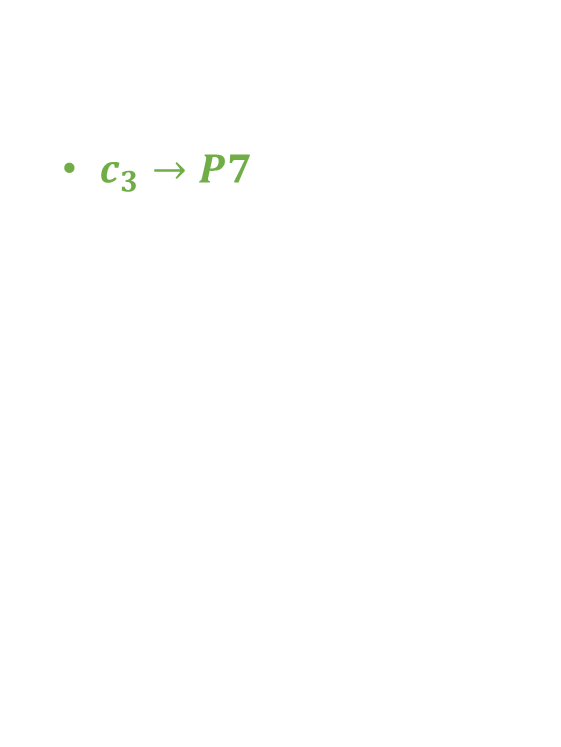 • c₃ → P7